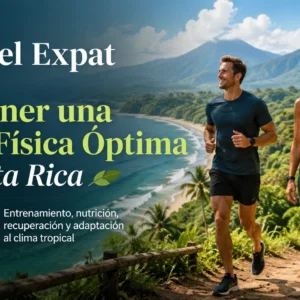 el Expat
ner una
Física Óptima
ta Rica
Entrenamiento, nutrición,
recuperación y adaptación
al clima tropical